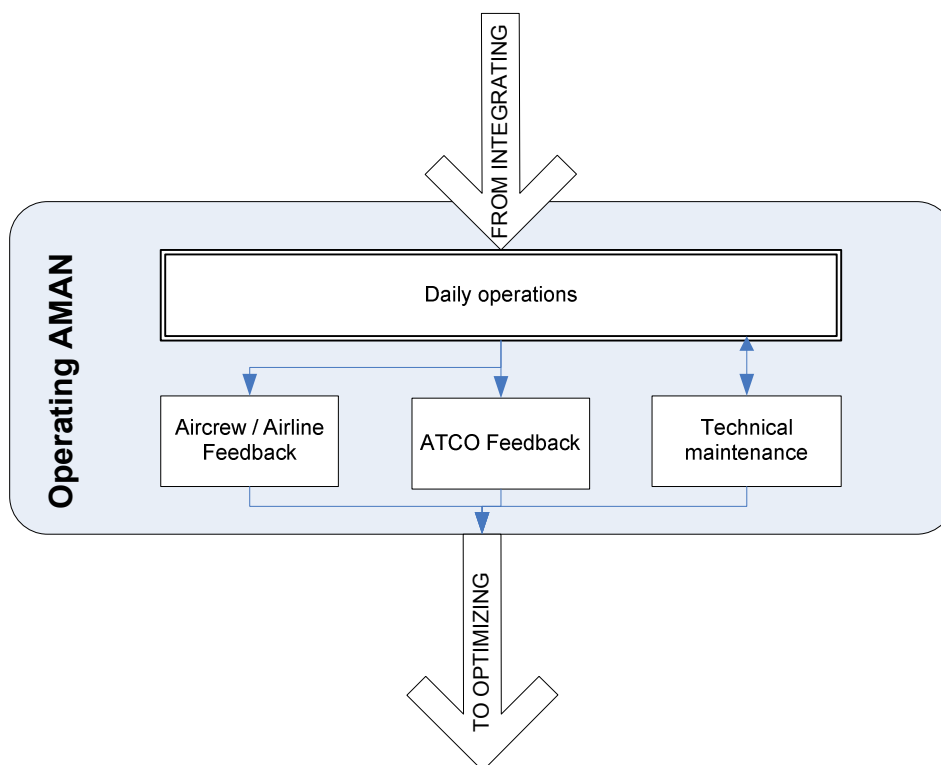 FROM INTEGRATING
Operating AMAN
Daily operations
Aircrew / Airline
Feedback
ATCO Feedback
Technical
maintenance
TO OPTIMIZING